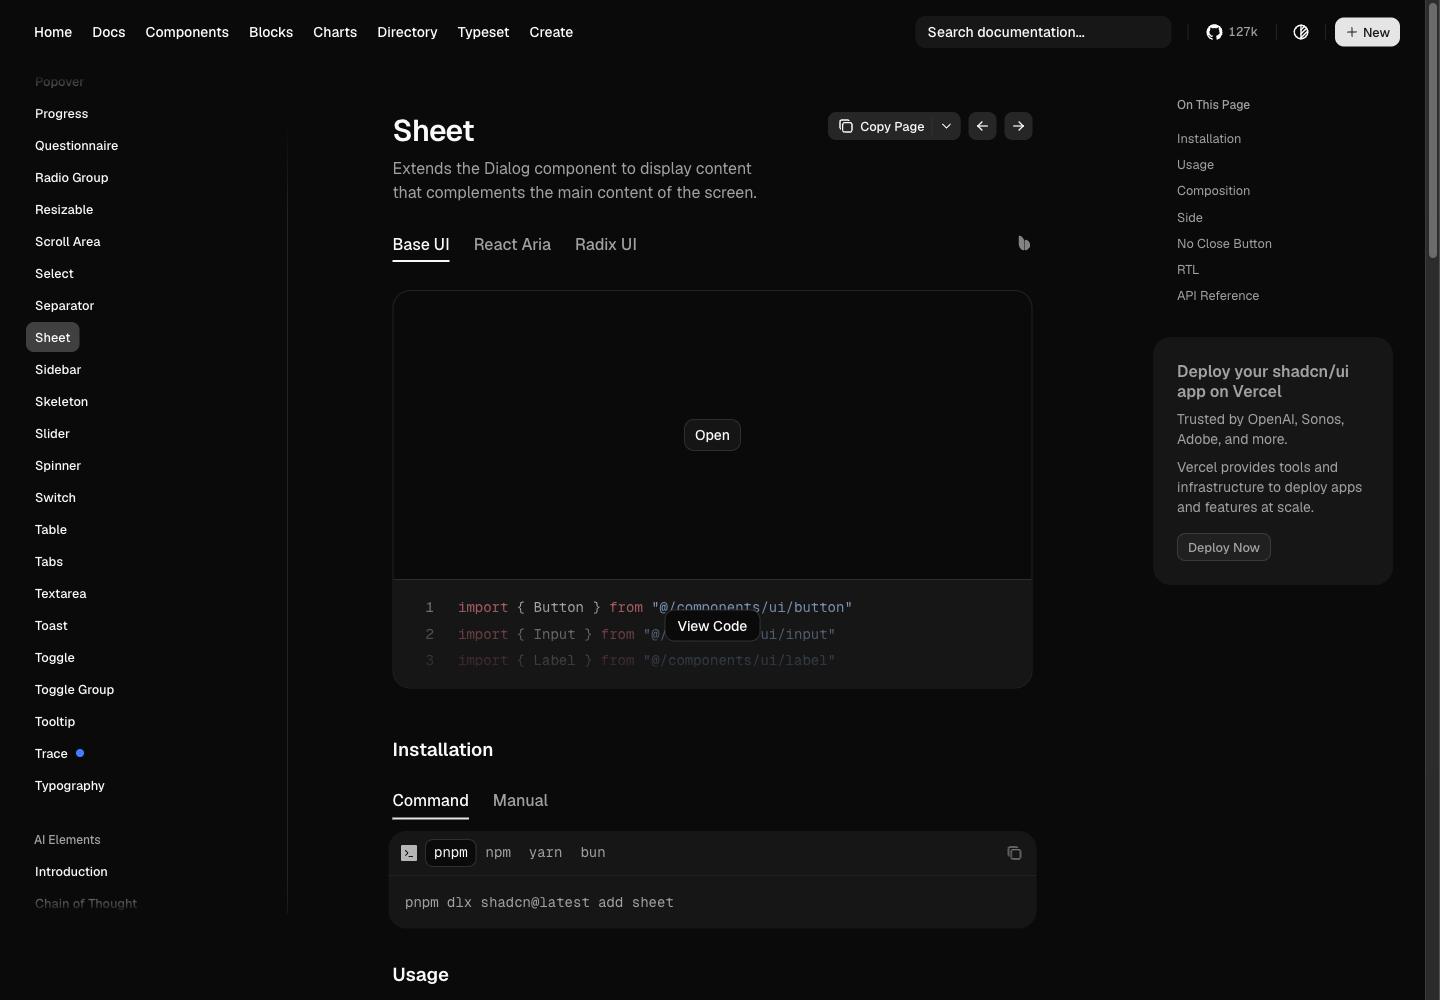 Home Docs Components Blocks Charts Directory Typeset Create
Search documentation...
127k
New
Popover
Progress
Questionnaire
Radio Group
Resizable
Scroll Area
Select
Separator
Sheet
Sidebar
Skeleton
Slider
Spinner
Switch
Table
Tabs
Textarea
Toast
Toggle
Toggle Group
Tooltip
Trace
Typography
AI Elements
Introduction
Chain of Thought
Sheet
Copy Page
Extends the Dialog component to display content
that complements the main content of the screen.
Base UI React Aria Radix UI
Open
1 import { Button } from "@/components/ui/button"
2 import { Input } from "@/ ui/input"
View Code
3 import { Label } from "@/components/ui/label"
Installation
Command Manual
pnpm npm yarn bun
pnpm dlx shadcn@latest add sheet
Usage
On This Page
Installation
Usage
Composition
Side
No Close Button
RTL
API Reference
Deploy your shadcn/ui
app on Vercel
Trusted by OpenAI, Sonos,
Adobe, and more.
Vercel provides tools and
infrastructure to deploy apps
and features at scale.
Deploy Now